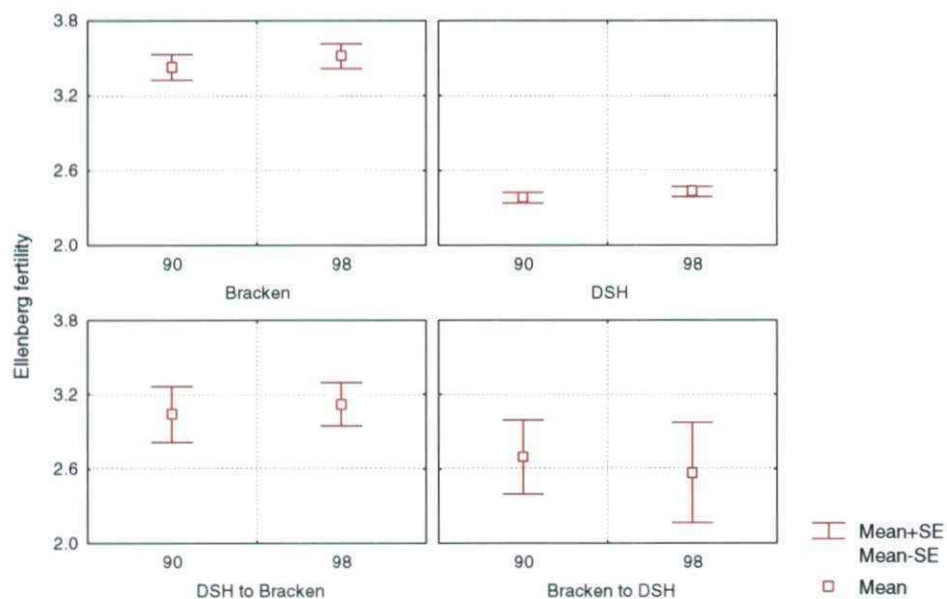 Ellenberg fertility
3.8
3.2
2.6
2.0
90 98 90 98
Bracken DSH
3.8
3.2
2.6
2.0
90 98 90 98
DSH to Bracken Bracken to DSH
Mean+SE
Mean-SE
Mean